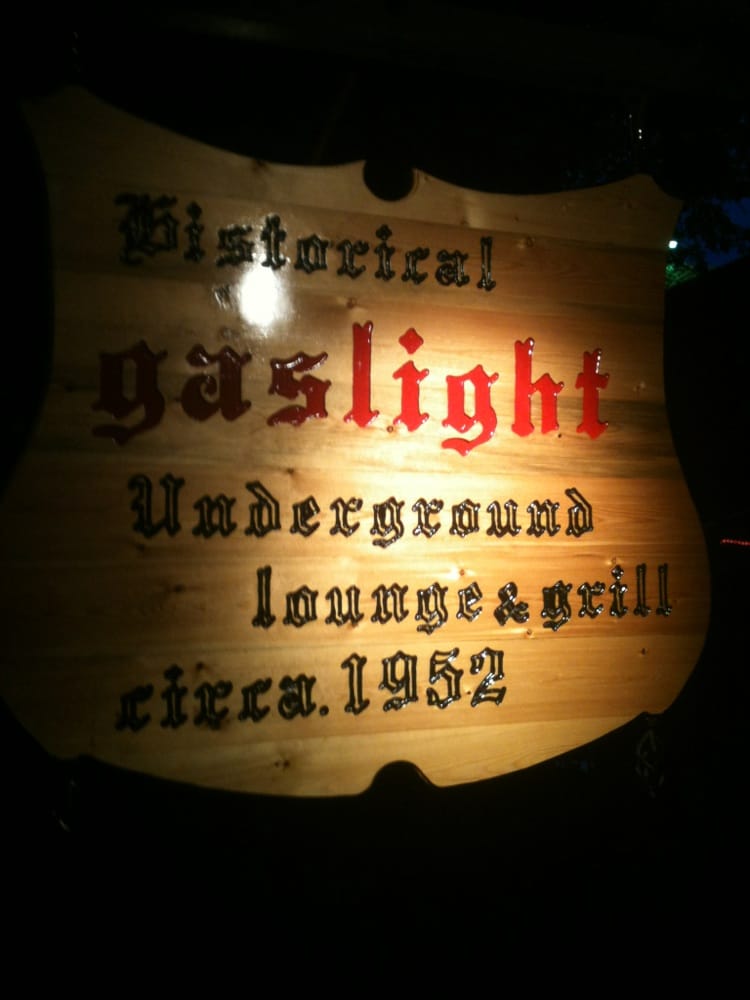 Historical
gaslight
Underground
lounge & grill
circa. 1952